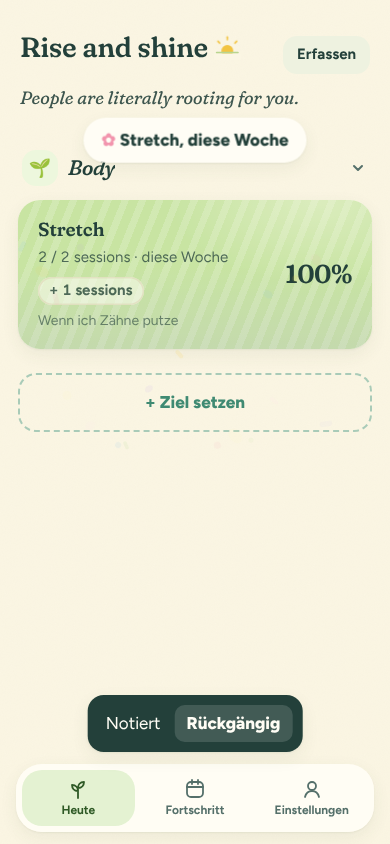 Rise and shine
Erfassen
People are literally rooting for you.
Stretch, diese Woche
Body
Stretch
2 / 2 sessions · diese Woche
100%
+ 1 sessions
Wenn ich Zähne putze
+ Ziel setzen
Notiert
Rückgängig
Heute
Fortschritt
Einstellungen